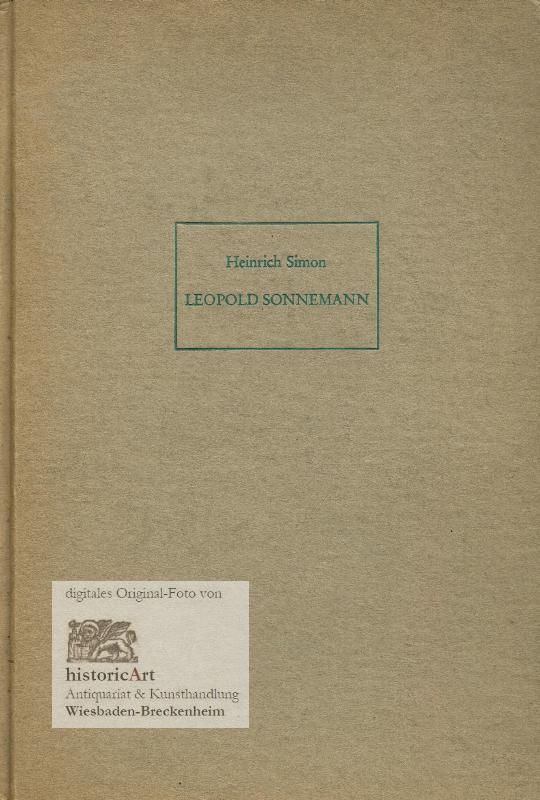 Heinrich Simon
LEOPOLD SONNEMANN
digitales Original-Foto von
historicArt
Antiquariat & Kunsthandlung
Wiesbaden-Breckenheim